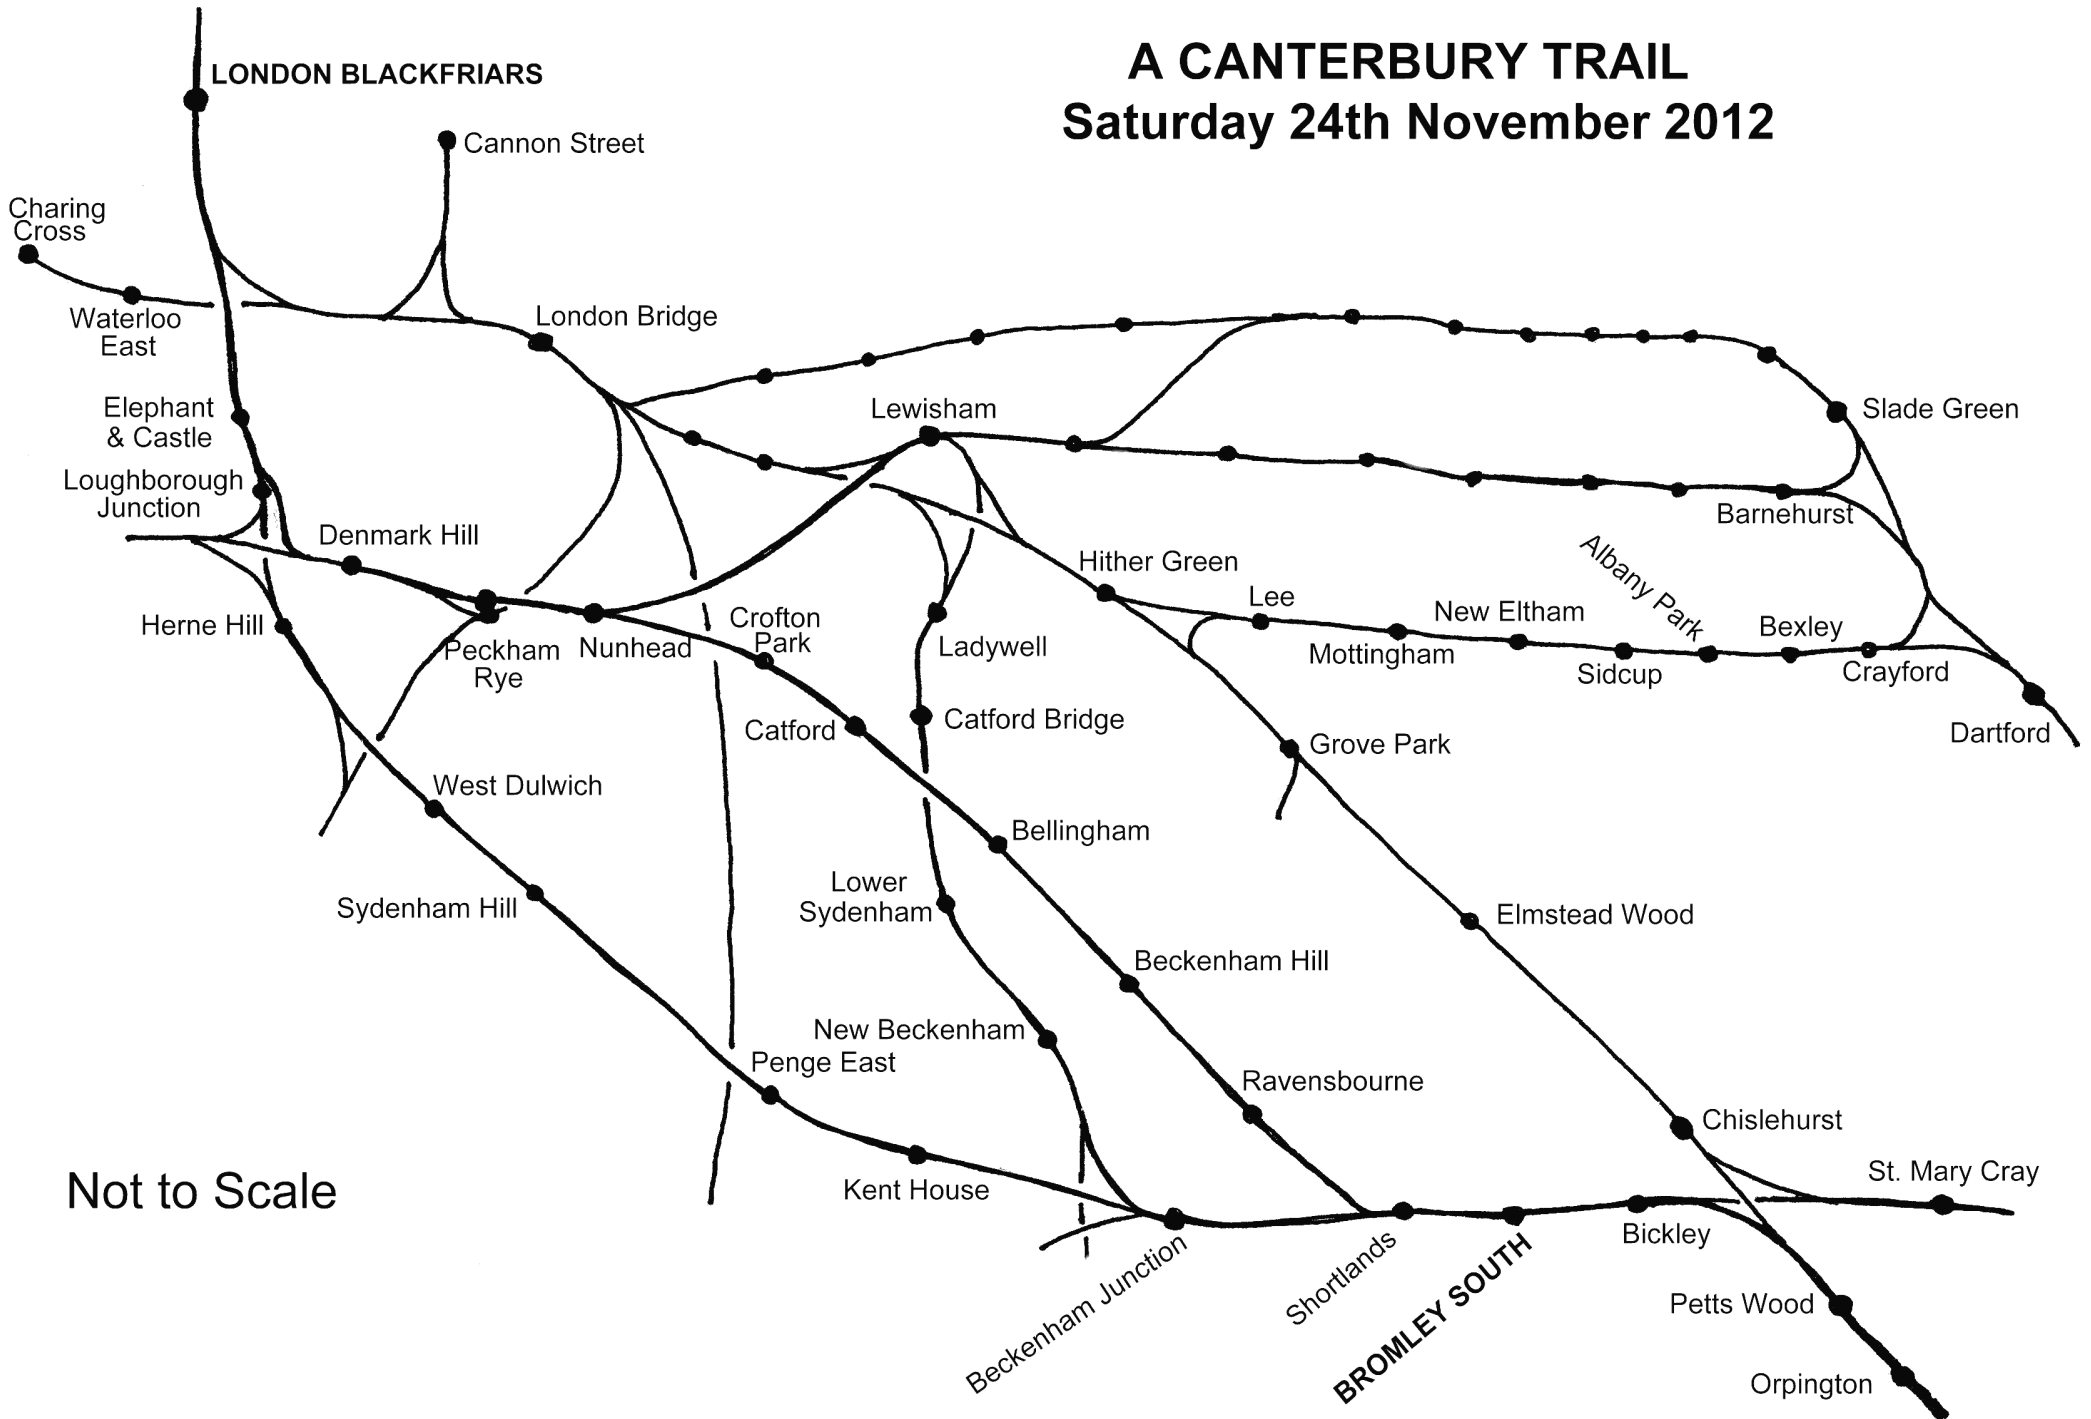 A CANTERBURY TRAIL
Saturday 24th November 2012
LONDON BLACKFRIARS
Cannon Street
Charing
Cross
Waterloo
East
London Bridge
Elephant
& Castle
Lewisham
Slade Green
Loughborough
Junction
Denmark Hill
Barnehurst
Albany Park
Hither Green
Lee
New Eltham
Bexley
Herne Hill
Peckham
Rye
Nunhead
Crofton
Park
Ladywell
Mottingham
Sidcup
Crayford
Catford
Catford Bridge
Grove Park
Dartford
West Dulwich
Bellingham
Sydenham Hill
Lower
Sydenham
Elmstead Wood
Beckenham Hill
New Beckenham
Penge East
Ravensbourne
Chislehurst
Kent House
St. Mary Cray
Not to Scale
Beckenham Junction
Shortlands
BROMLEY SOUTH
Bickley
Petts Wood
Orpington